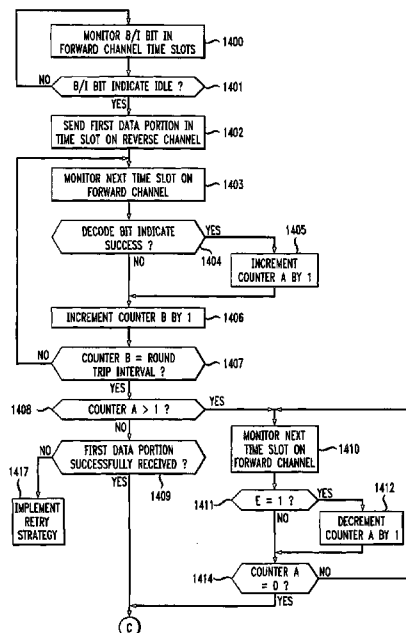 MONITOR B/I BIT IN
FORWARD CHANNEL TIME SLOTS
1400
NO
B/I BIT INDICATE IDLE ?
1401
YES
SEND FIRST DATA PORTION IN
TIME SLOT ON REVERSE CHANNEL
1402
MONITOR NEXT TIME SLOT ON
FORWARD CHANNEL
1403
DECODE BIT INDICATE
SUCCESS ?
YES
1404
1405
NO
INCREMENT
COUNTER A BY 1
INCREMENT COUNTER B BY 1
1406
NO
COUNTER B = ROUND
TRIP INTERVAL ?
1407
YES
1408
COUNTER A > 1 ?
YES
NO
MONITOR NEXT
TIME SLOT ON
FORWARD CHANNEL
1410
NO
FIRST DATA PORTION
SUCCESSFULLY RECEIVED ?
1417
YES
1409
1411
E = 1 ?
YES
1412
IMPLEMENT
RETRY
STRATEGY
NO
DECREMENT
COUNTER A BY 1
1414
COUNTER A
= 0 ?
NO
YES
C